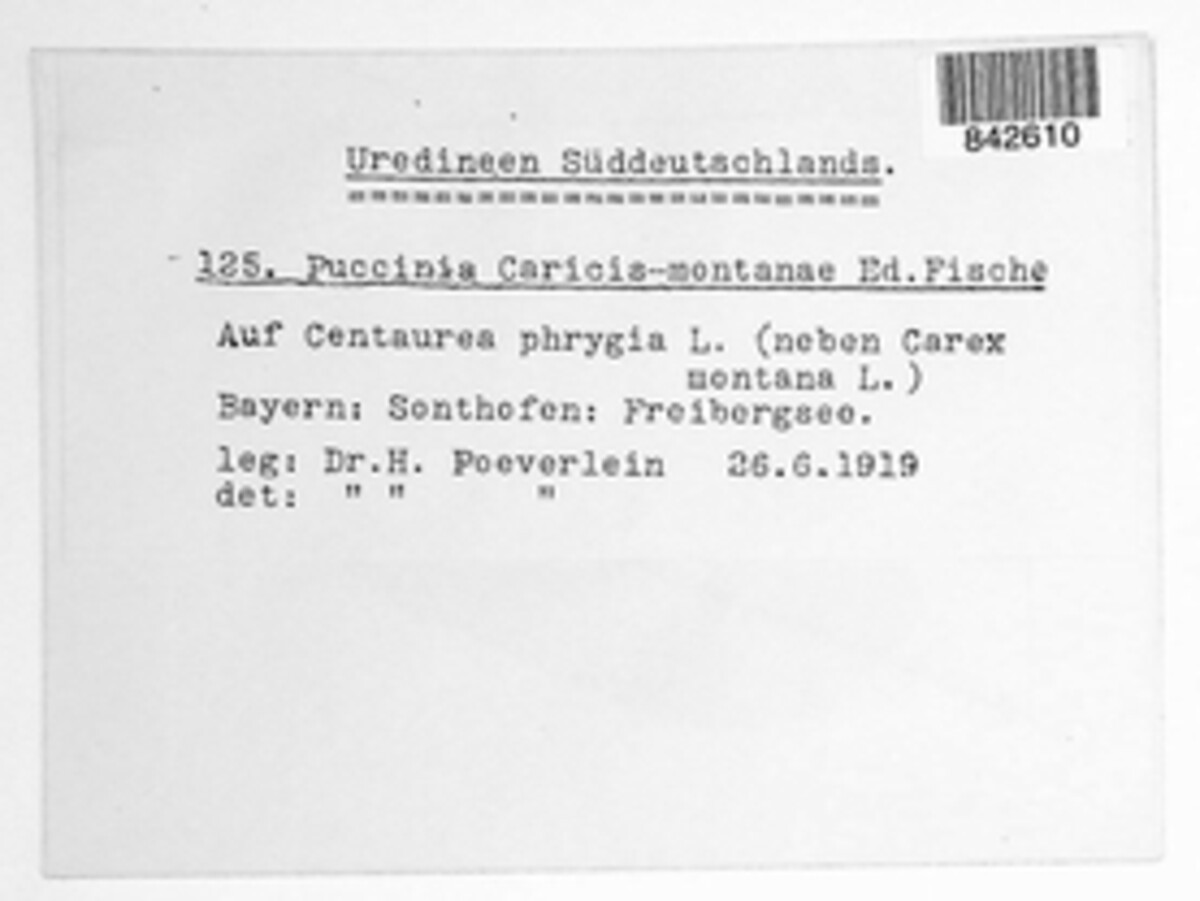 842610
Uredineen Süddeutschlands.
125. Puccinia Caricis-montanae Ed.Fische
Auf Centaurea phrygia L. (neben Carex
montana L.)
Bayern: Sonthofen: Freibergsee.
leg: Dr.H. Poeverlein 26.6.1919
det: " " "